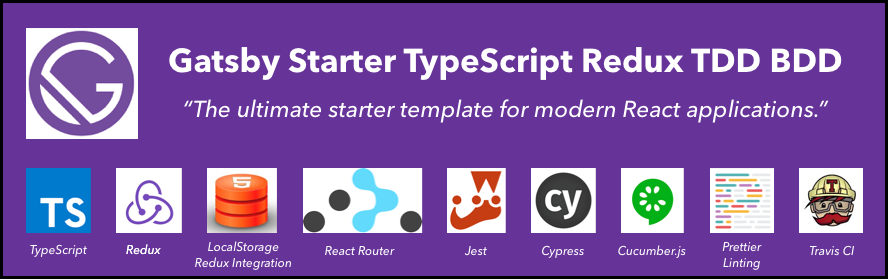 Gatsby Starter TypeScript Redux TDD BDD
“The ultimate starter template for modern React applications.”
TS
5
cy
T
TypeScript
Redux
LocalStorage
Redux Integration
React Router
Jest
Cypress
Cucumber.js
Prettier
Linting
Travis CI